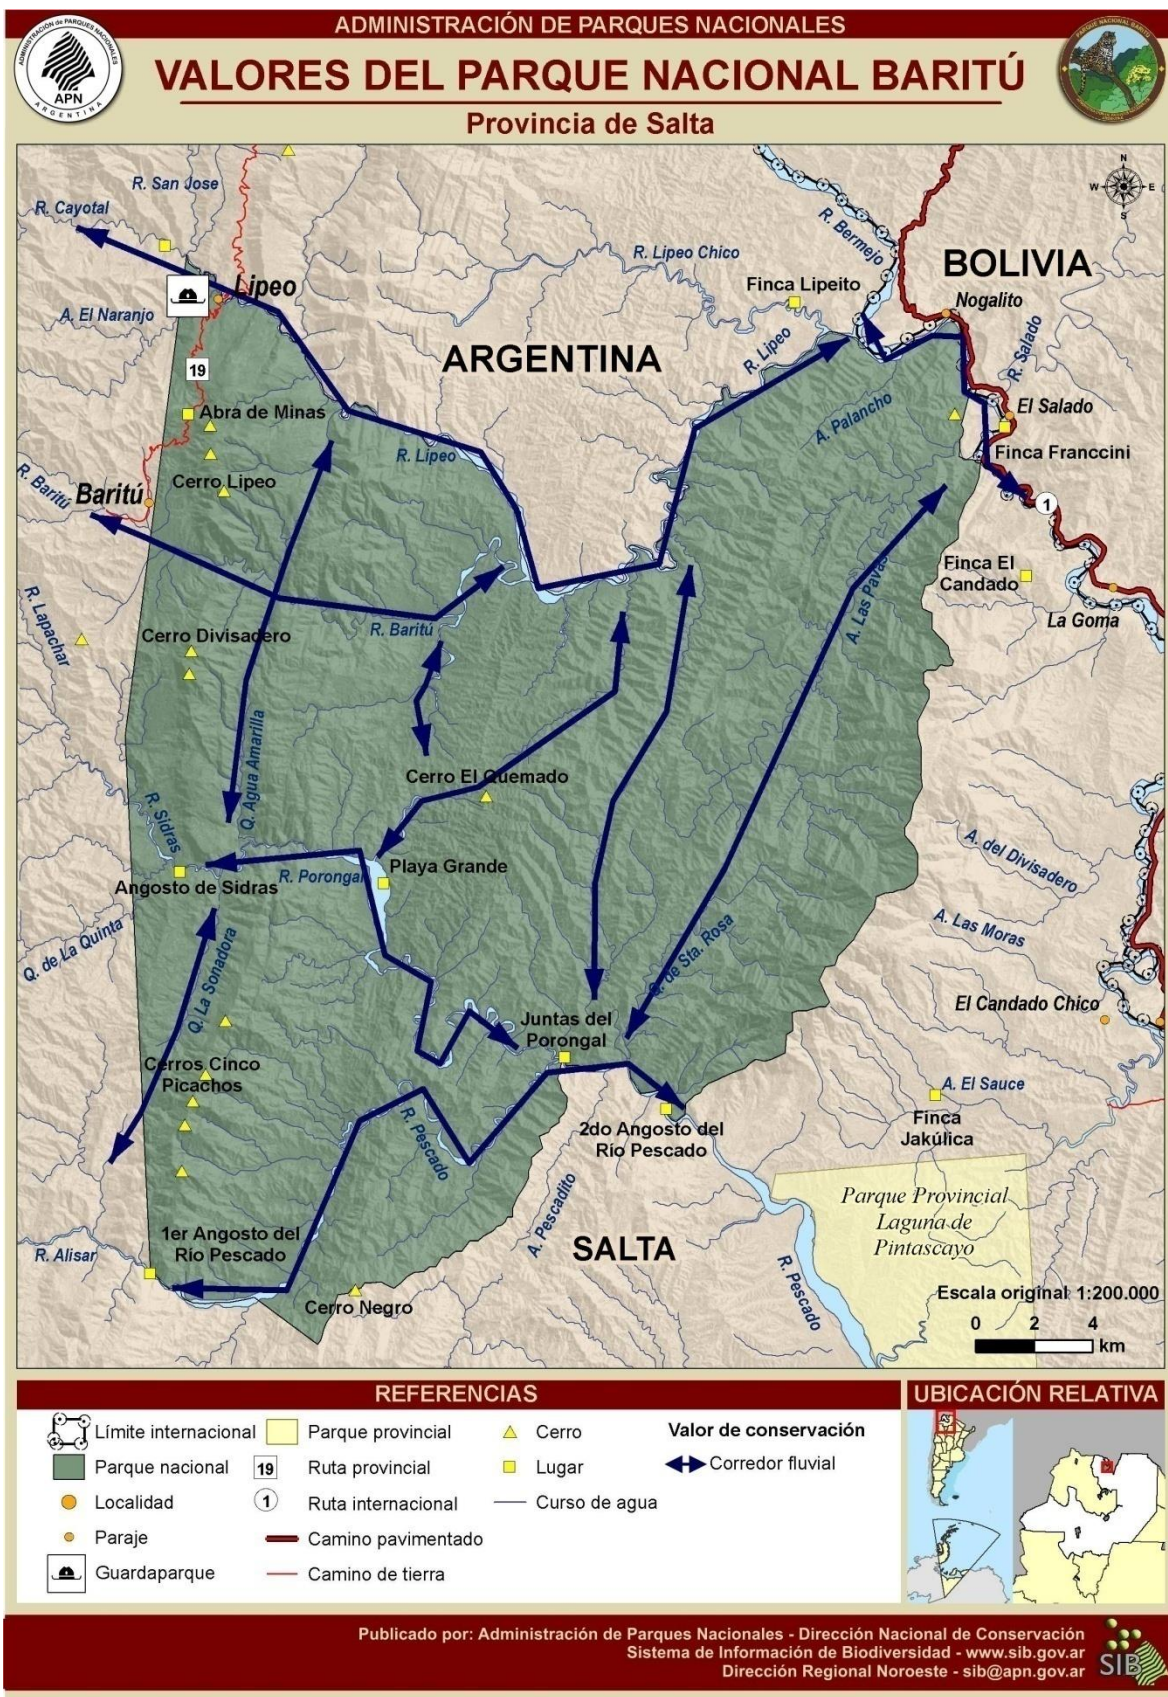 ADMINISTRACIÓN DE PARQUES NACIONALES
VALORES DEL PARQUE NACIONAL BARITÚ
Provincia de Salta
ADMINISTRACIÓN de PARQUES NACIONALES
APN
ARGENTINA
PARQUE NACIONAL BARITÚ
N
W
E
S
R. San Jose
R. Cayotal
R. Bermejo
R. Lipeo Chico
BOLIVIA
Lipeo
Finca Lipeito
Nogalito
A. El Naranjo
R. Salado
R. Lipeo
ARGENTINA
19
Abra de Minas
A. Palancho
El Salado
R. Lipeo
Finca Franccini
R. Baritú
Baritú
Cerro Lipeo
1
Finca El
Candado
A. Las Pavas
R. Lapachar
R. Baritú
La Goma
Cerro Divisadero
Q. Agua Amarilla
Cerro El Quemado
R. Sidras
Playa Grande
A. del Divisadero
Angosto de Sidras
R. Porongal
A. Las Moras
Q. de La Quinta
Q. La Sonadora
Q. de Sta. Rosa
El Candado Chico
Juntas del
Porongal
Cerros Cinco
Picachos
A. El Sauce
R. Pescado
2do Angosto del
Río Pescado
Finca
Jakúlica
A. Pescadito
Parque Provincial
Laguna de
Pintascayo
1er Angosto del
Río Pescado
R. Alisar
SALTA
R. Pescado
Cerro Negro
Escala original 1:200.000
0 2 4
km
REFERENCIAS
Límite internacional
Parque nacional
Localidad
Paraje
Guardaparque
Parque provincial
19 Ruta provincial
1 Ruta internacional
Camino pavimentado
Camino de tierra
Cerro
Lugar
Curso de agua
Valor de conservación
Corredor fluvial
UBICACIÓN RELATIVA
Publicado por: Administración de Parques Nacionales - Dirección Nacional de Conservación
Sistema de Información de Biodiversidad - www.sib.gov.ar
Dirección Regional Noroeste - sib@apn.gov.ar
SIB